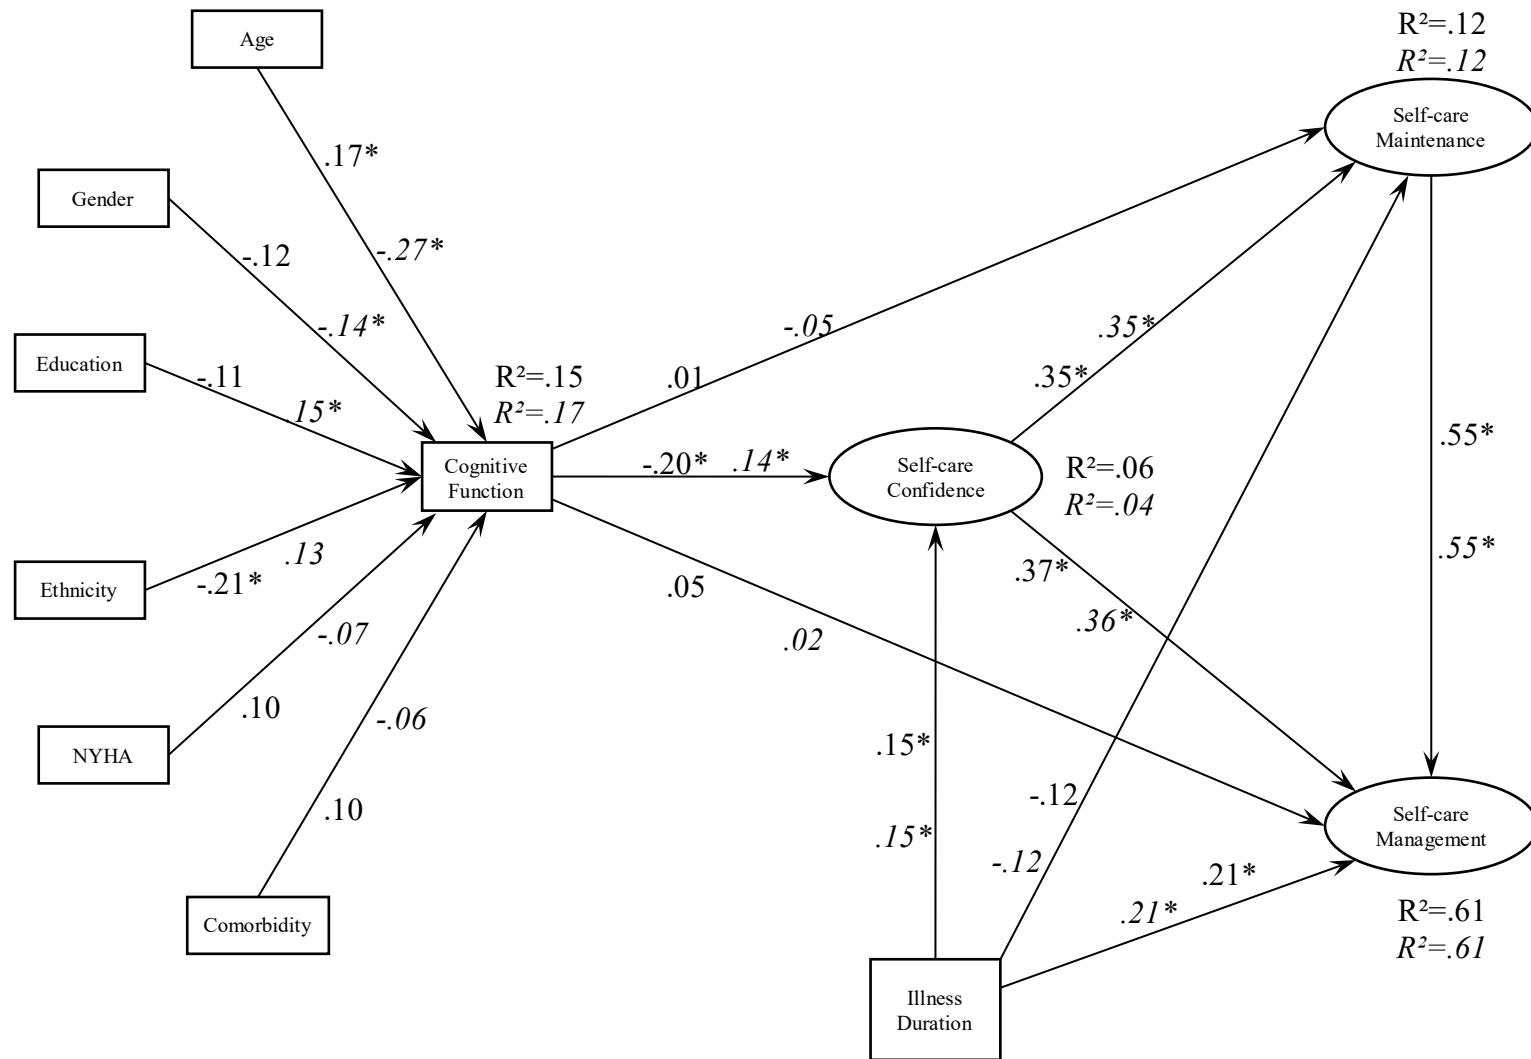 Age
R²=.12
R²=.12
Self-care
Maintenance
.17*
Gender
-.12
-.27*
-.14*
Education
-.11
.15*
R²=.15
R²=.17
.01
-.05
.35*
.35*
Cognitive
Function
-.20*
.14*
Self-care
Confidence
R²=.06
R²=.04
.55*
.55*
Ethnicity
-.21*
.13
.05
.02
.37*
.36*
-.07
.10
NYHA
-.06
.10
.15*
.15*
-.12
-.12
Self-care
Management
.21*
.21*
R²=.61
R²=.61
Comorbidity
Illness
Duration